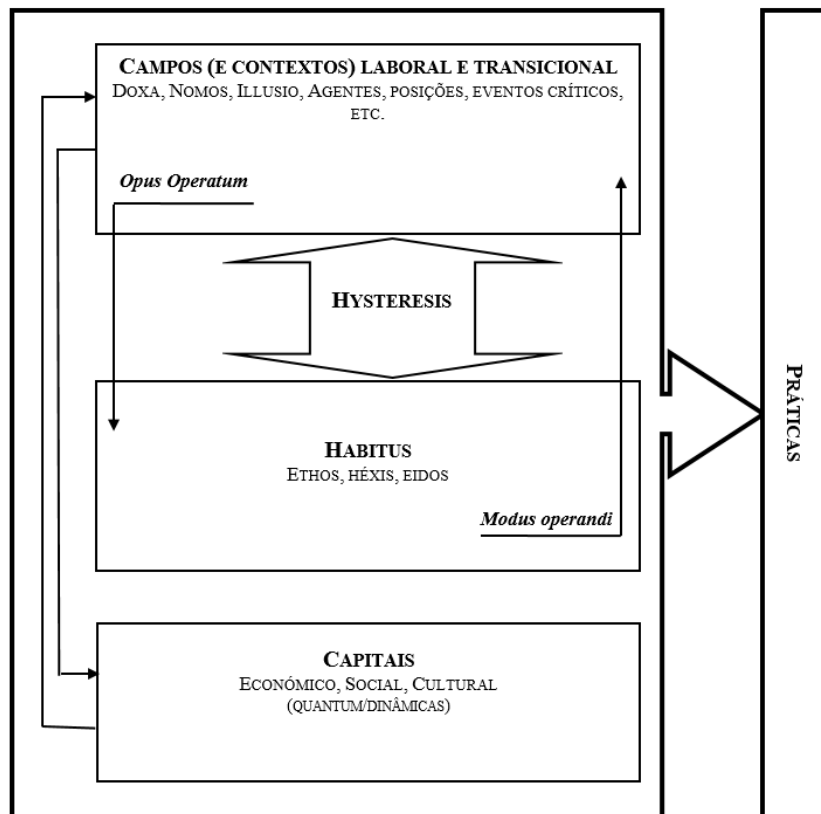 CAMPOS (E CONTEXTOS) LABORAL E TRANSICIONAL
DOXA, NOMOS, ILLUSIO, AGENTES, POSIÇÕES, EVENTOS CRÍTICOS,
ETC.
Opus Operatum
HYSTERESIS
HABITUS
ETHOS, HÉXIS, EIDOS
Modus operandi
CAPITAIS
ECONÓMICO, SOCIAL, CULTURAL
(QUANTUM/DINÂMICAS)
PRÁTICAS